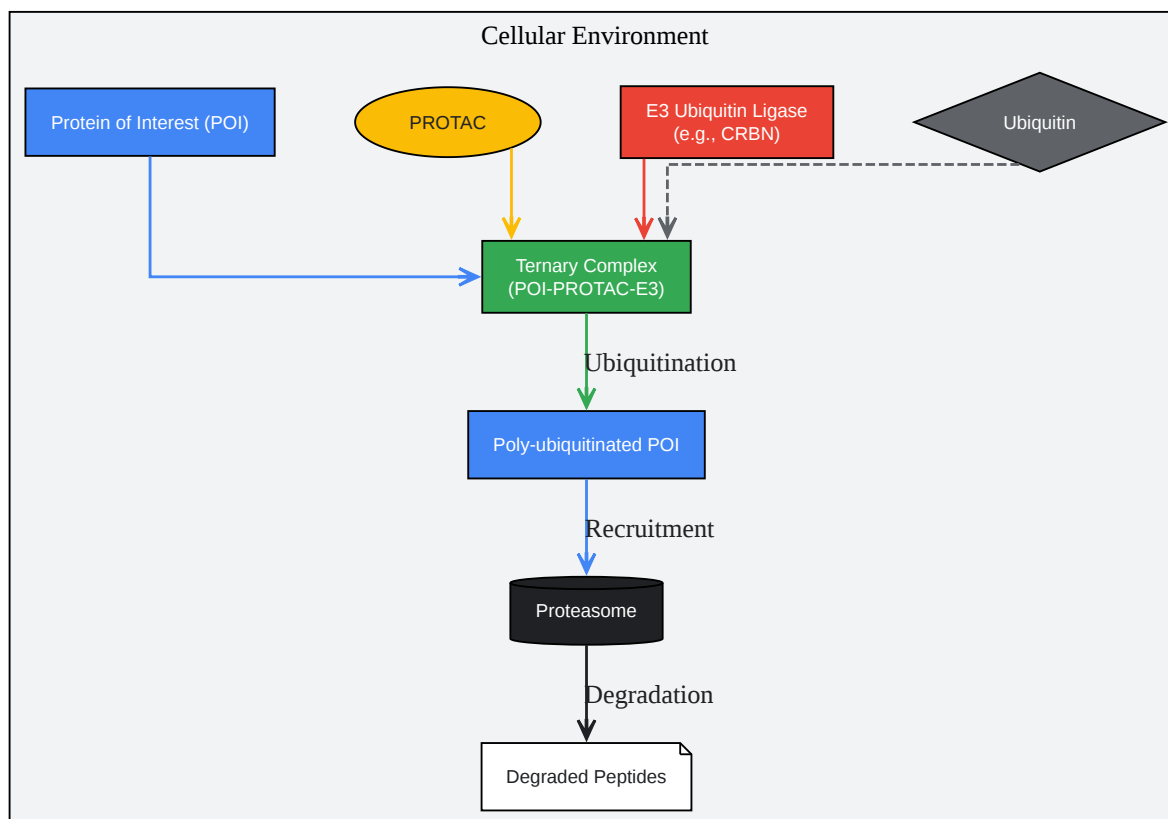 Cellular Environment
Protein of Interest (POI)
PROTAC
E3 Ubiquitin Ligase
(e.g., CRBN)
Ubiquitin
Ternary Complex
(POI-PROTAC-E3)
Ubiquitination
Poly-ubiquitinated POI
Recruitment
Proteasome
Degradation
Degraded Peptides